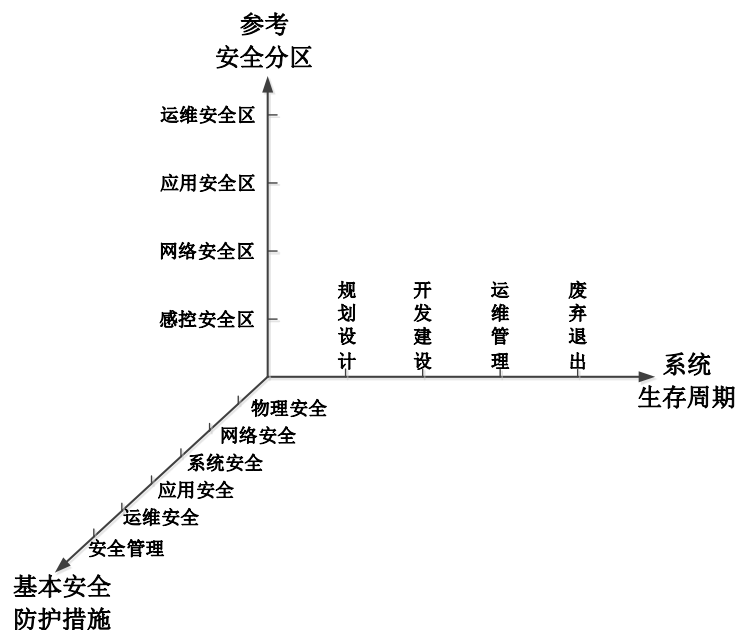 参考
安全分区
运维安全区
应用安全区
网络安全区
感控安全区
规划设计
开发建设
运维管理
废弃退出
系统
生存周期
物理安全
网络安全
系统安全
应用安全
运维安全
安全管理
基本安全
防护措施